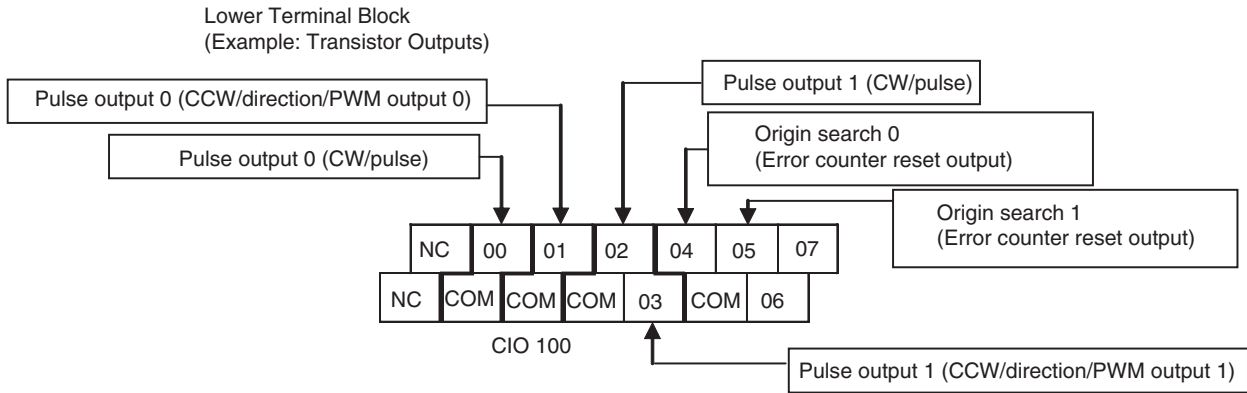 Lower Terminal Block
(Example: Transistor Outputs)
Pulse output 0 (CCW/direction/PWM output 0)
Pulse output 1 (CW/pulse)
Pulse output 0 (CW/pulse)
Origin search 0
(Error counter reset output)
Origin search 1
(Error counter reset output)
NC 00 01 02 04 05 07
NC COM COM COM 03 COM 06
CIO 100
Pulse output 1 (CCW/direction/PWM output 1)